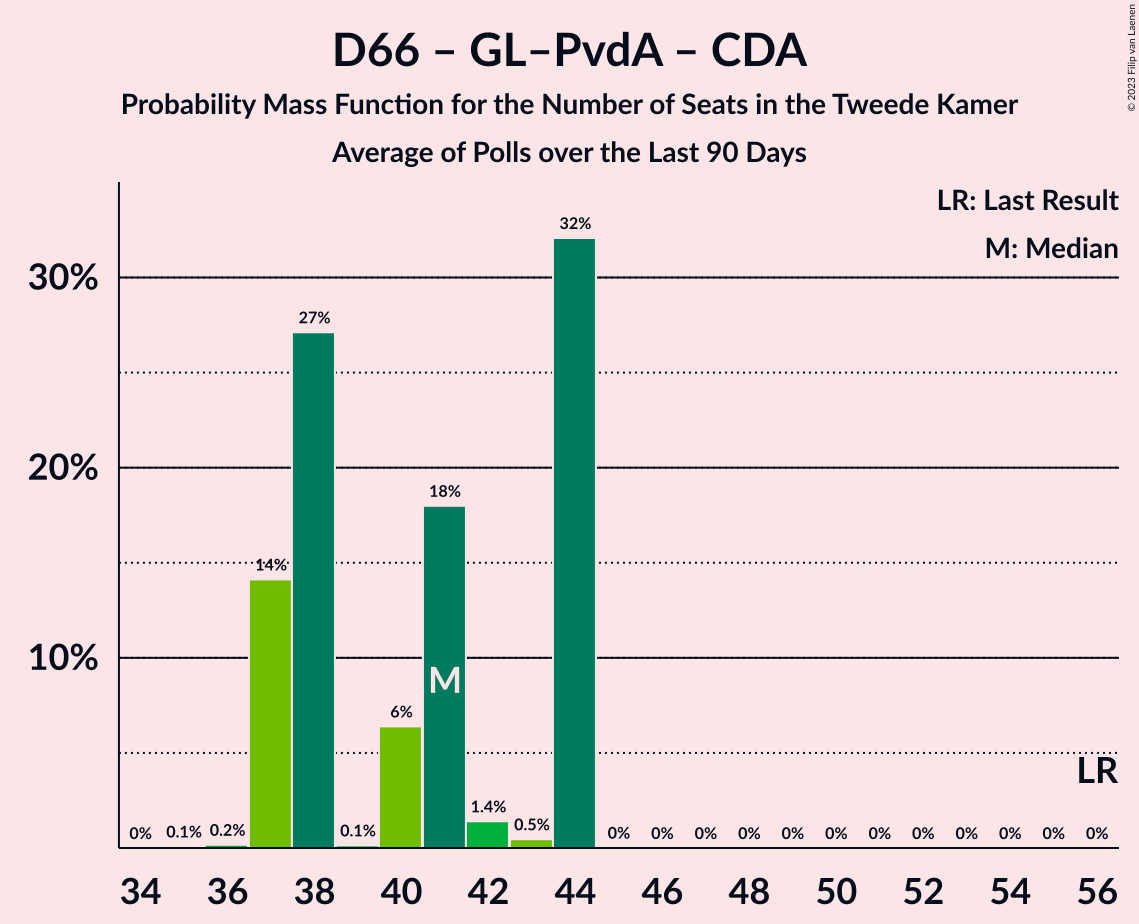 D66 – GL–PvdA – CDA
Probability Mass Function for the Number of Seats in the Tweede Kamer
Average of Polls over the Last 90 Days
© 2023 Filip van Laenen
LR: Last Result
M: Median
30%
20%
10%
0%
0.1%
0.2%
14%
27%
0.1%
6%
18%
1.4%
0.5%
32%
0%
0%
0%
0%
0%
0%
0%
0%
0%
0%
0%
0%
M
LR
34 36 38 40 42 44 46 48 50 52 54 56